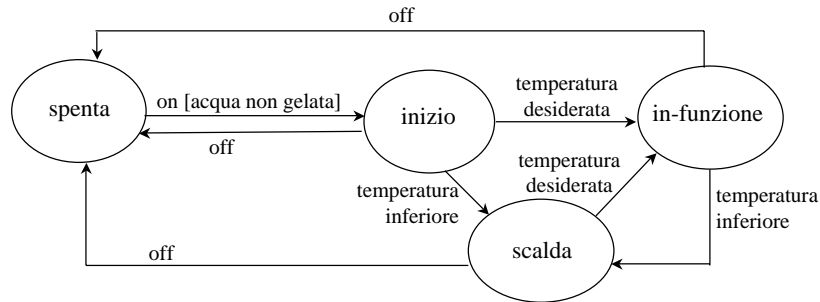 off
spenta
on [acqua non gelata]
off
inizio
temperatura
desiderata
in-funzione
temperatura
inferiore
temperatura
desiderata
temperatura
inferiore
scalda
off